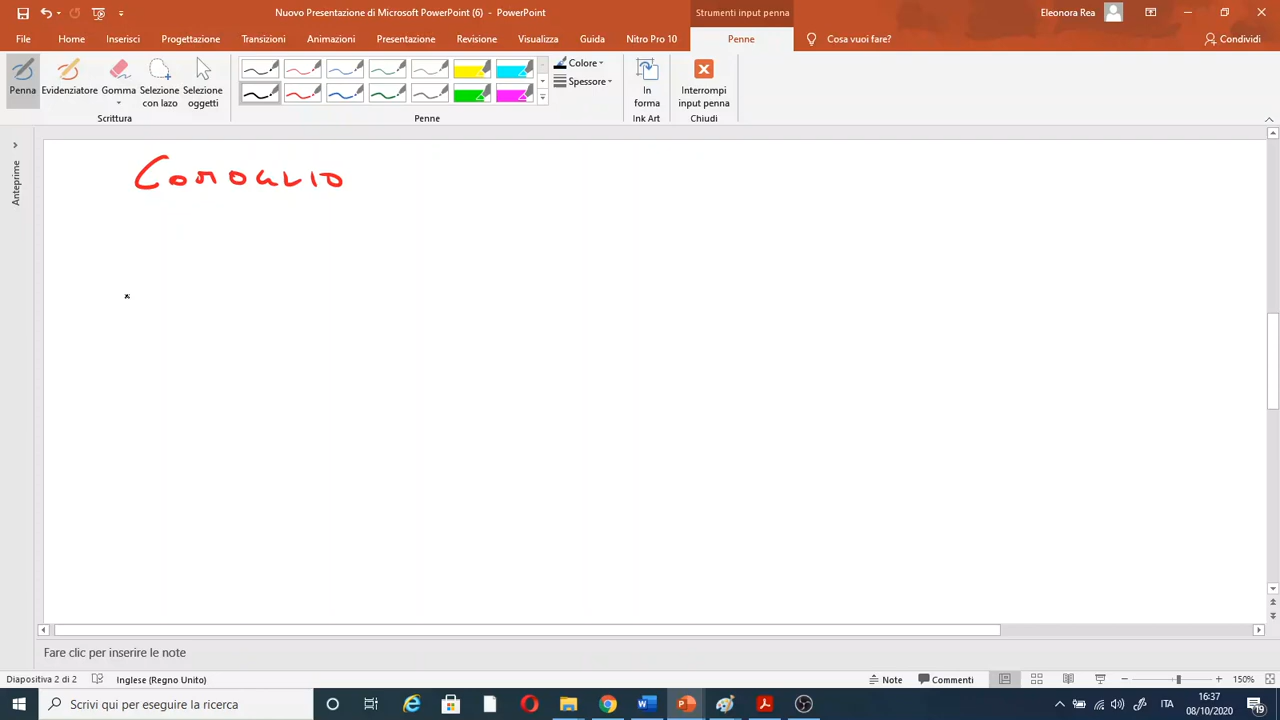 Nuovo Presentazione di Microsoft PowerPoint (6) - PowerPoint
Strumenti input penna
Eleonora Rea
File Home Inserisci Progettazione Transizioni Animazioni Presentazione Revisione Visualizza Guida Nitro Pro 10 Penne Cosa vuoi fare? Condividi
Penna Evidenziatore Gomma Selezione con lazo Selezione oggetti
Colore
Spessore
In forma
Interrompi input penna
Scrittura Penne Ink Art Chiudi
Anteprime
COROLLARIO
Fare clic per inserire le note
Diapositiva 2 di 2 Inglese (Regno Unito) Note Commenti 150%
Scrivi qui per eseguire la ricerca
ITA
16:37
08/10/2020
19